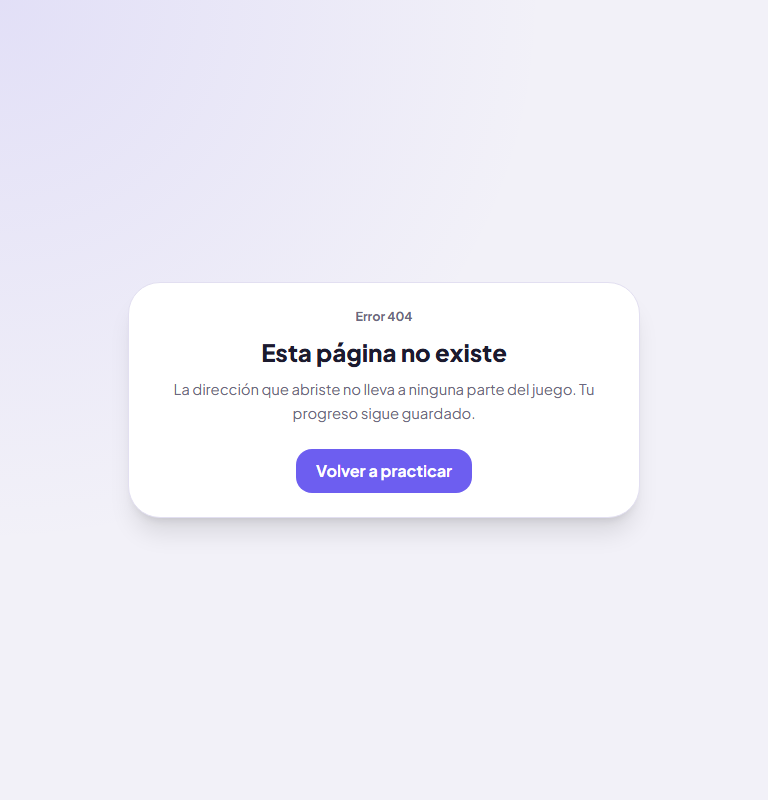 Error 404
Esta página no existe
La dirección que abriste no lleva a ninguna parte del juego. Tu
progreso sigue guardado.
Volver a practicar